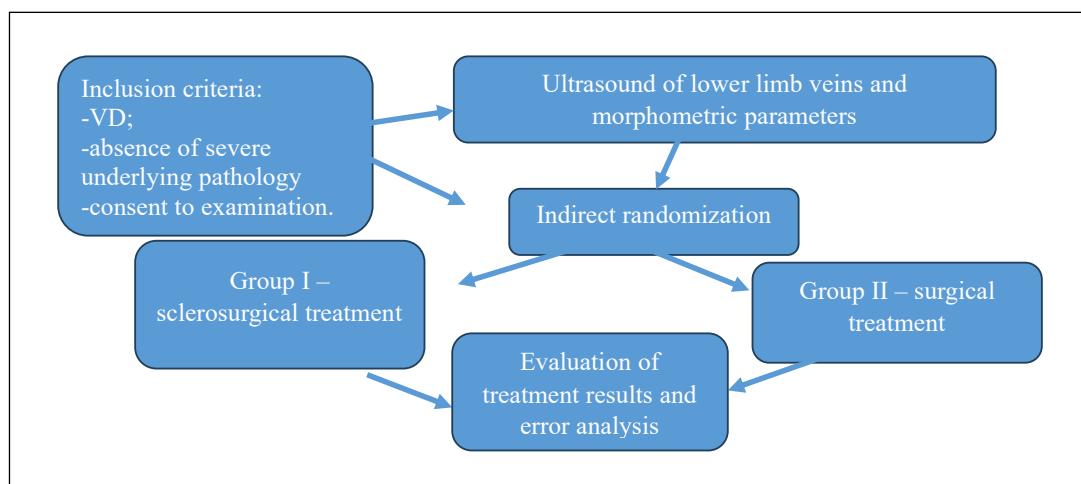 Inclusion criteria:
-VD;
-absence of severe
underlying pathology
-consent to examination.
Ultrasound of lower limb veins and
morphometric parameters
Indirect randomization
Group I –
sclerosurgical treatment
Group II – surgical
treatment
Evaluation of
treatment results and
error analysis